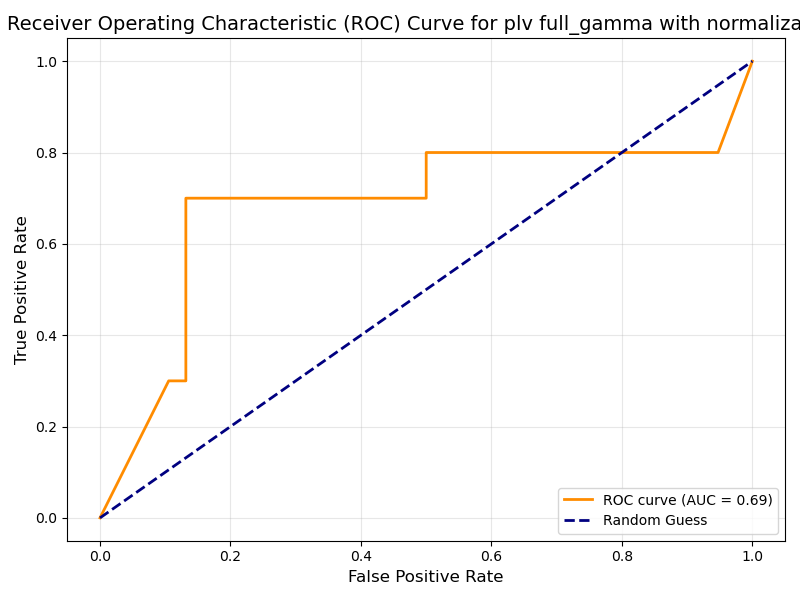 Receiver Operating Characteristic (ROC) Curve for plv full_gamma with normaliza
1.0
0.8
0.6
0.4
0.2
0.0
True Positive Rate
ROC curve (AUC = 0.69)
Random Guess
0.0 0.2 0.4 0.6 0.8 1.0
False Positive Rate